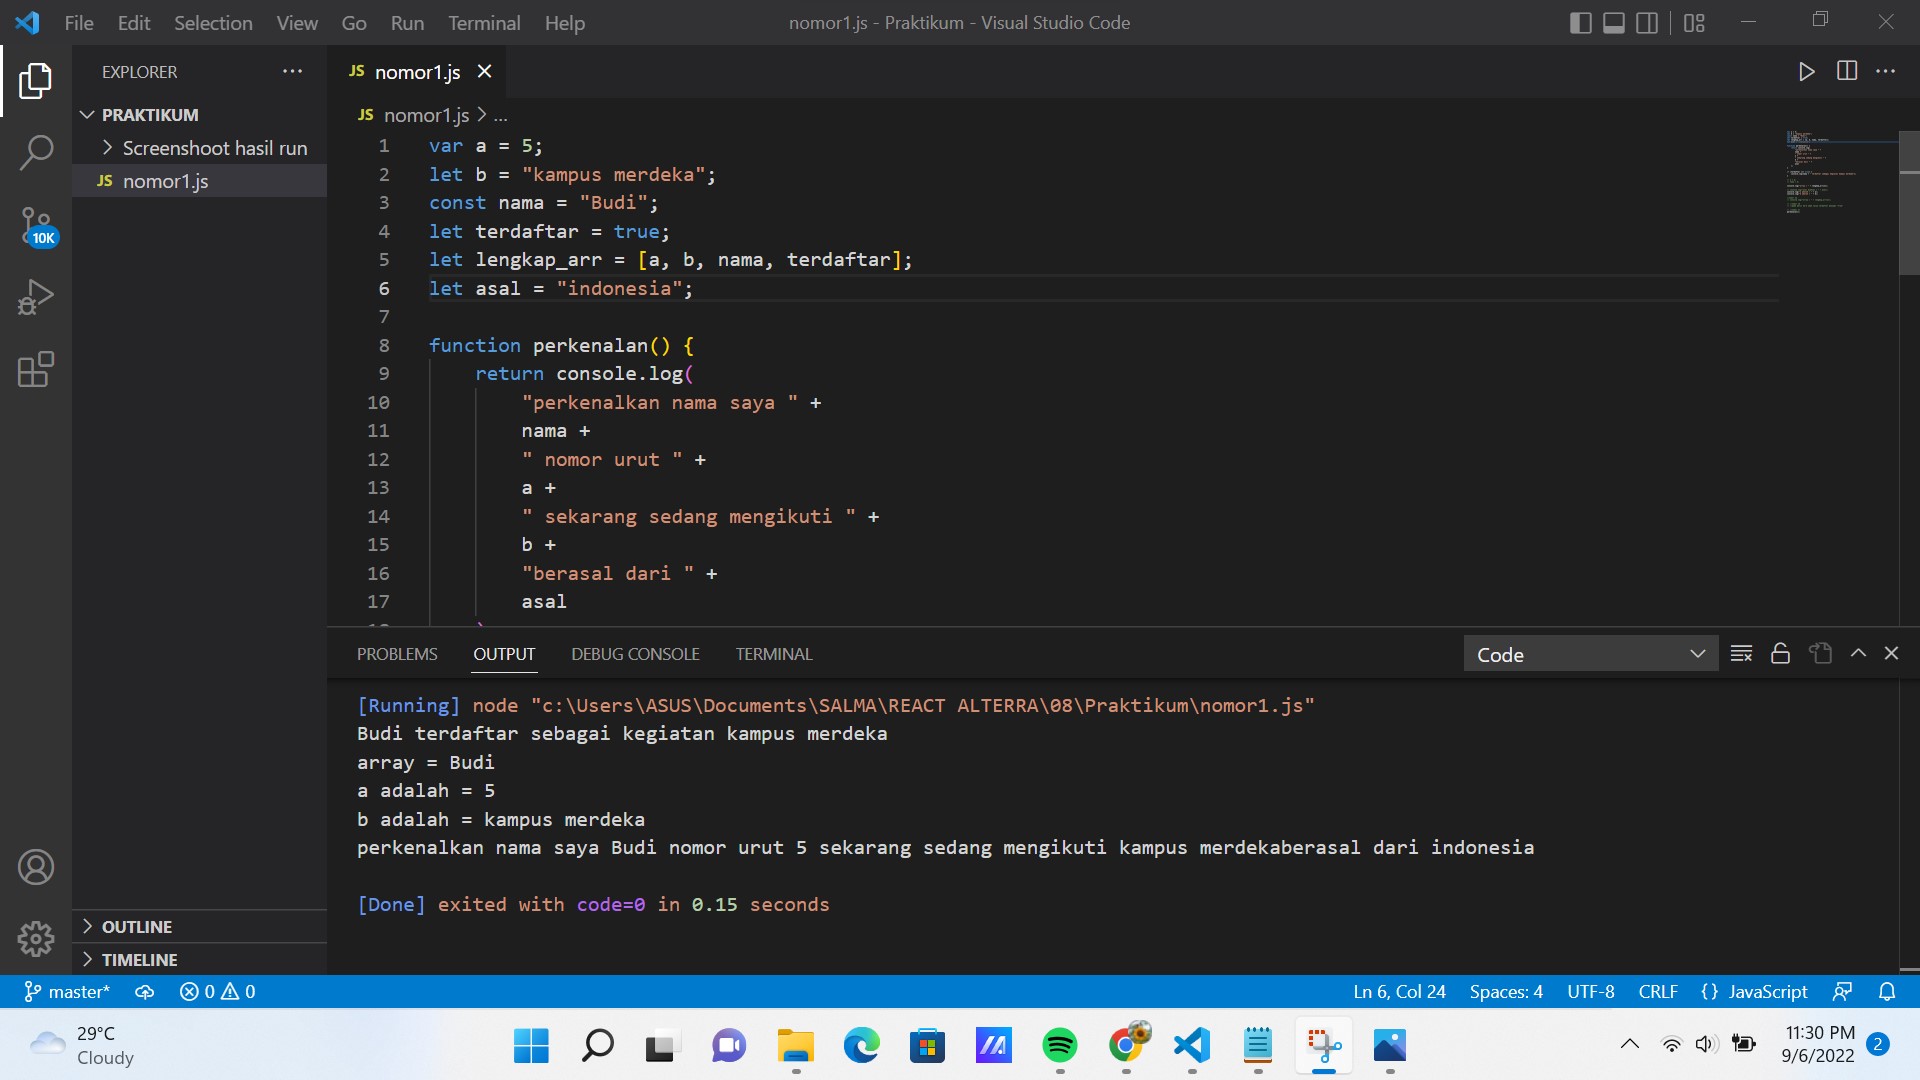 File Edit Selection View Go Run Terminal Help
nomor1.js - Praktikum - Visual Studio Code
EXPLORER
PRAKTIKUM
Screenshoot hasil run
JS nomor1.js
10K
OUTLINE
TIMELINE
JS nomor1.js
JS nomor1.js > ...
1 var a = 5;
2 let b = "kampus merdeka";
3 const nama = "Budi";
4 let terdaftar = true;
5 let lengkap_arr = [a, b, nama, terdaftar];
6 let asal = "indonesia";
7
8 function perkenalan() {
9 return console.log(
10 "perkenalkan nama saya " +
11 nama +
12 " nomor urut " +
13 a +
14 " sekarang sedang mengikuti " +
15 b +
16 "berasal dari " +
17 asal
PROBLEMS OUTPUT DEBUG CONSOLE TERMINAL
Code
[Running] node "c:\Users\ASUS\Documents\SALMA\REACT ALTERRA\08\Praktikum\nomor1.js"
Budi terdaftar sebagai kegiatan kampus merdeka
array = Budi
a adalah = 5
b adalah = kampus merdeka
perkenalkan nama saya Budi nomor urut 5 sekarang sedang mengikuti kampus merdekaberasal dari indonesia
[Done] exited with code=0 in 0.15 seconds
master* 0 0
Ln 6, Col 24 Spaces: 4 UTF-8 CRLF {} JavaScript
29°C
Cloudy
11:30 PM
9/6/2022
2